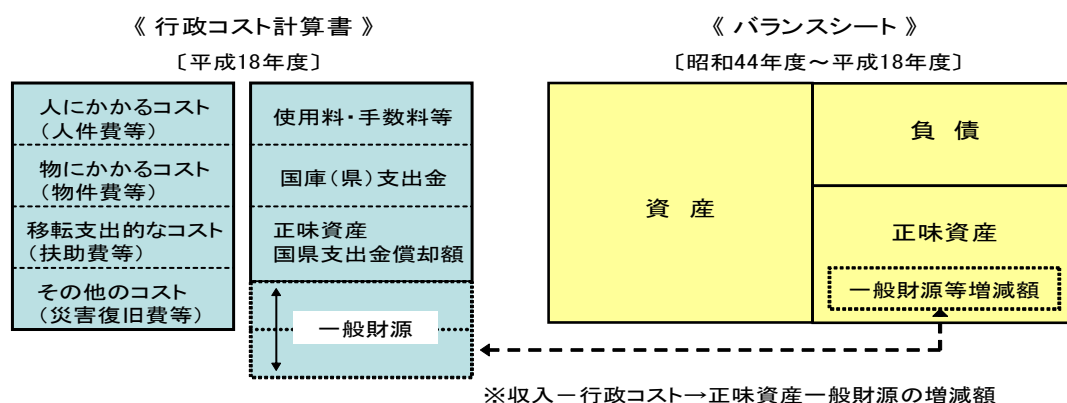 《 行政コスト計算書 》
〔平成18年度〕
人にかかるコスト
(人件費等)
物にかかるコスト
(物件費等)
移転支出的なコスト
(扶助費等)
その他のコスト
(災害復旧費等)
使用料・手数料等
国庫(県)支出金
正味資産
国県支出金償却額
一般財源
《 バランスシート 》
〔昭和44年度～平成18年度〕
資 産
負 債
正味資産
一般財源等増減額
※収入－行政コスト→正味資産一般財源の増減額